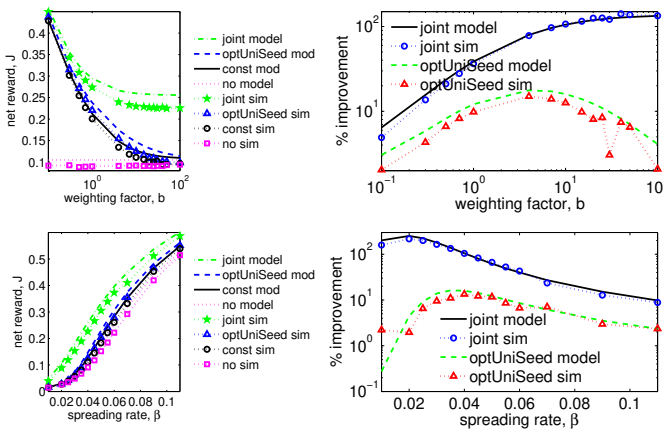 0.4
0.3
0.2
0.1
net reward, J
10^0
10^2
weighting factor, b
joint model
optUniSeed mod
const mod
no model
joint sim
optUniSeed sim
const sim
no sim
10^2
10^1
% improvement
10^-1
10^0
10^1
10^2
weighting factor, b
joint model
joint sim
optUniSeed model
optUniSeed sim
0.5
0.4
0.3
0.2
0.1
0
net reward, J
0.02 0.04 0.06 0.08 0.1
spreading rate, β
joint model
optUniSeed mod
const mod
no model
joint sim
optUniSeed sim
const sim
no sim
10^2
10^1
10^0
10^-1
% improvement
0.02 0.04 0.06 0.08 0.1
spreading rate, β
joint model
joint sim
optUniSeed model
optUniSeed sim